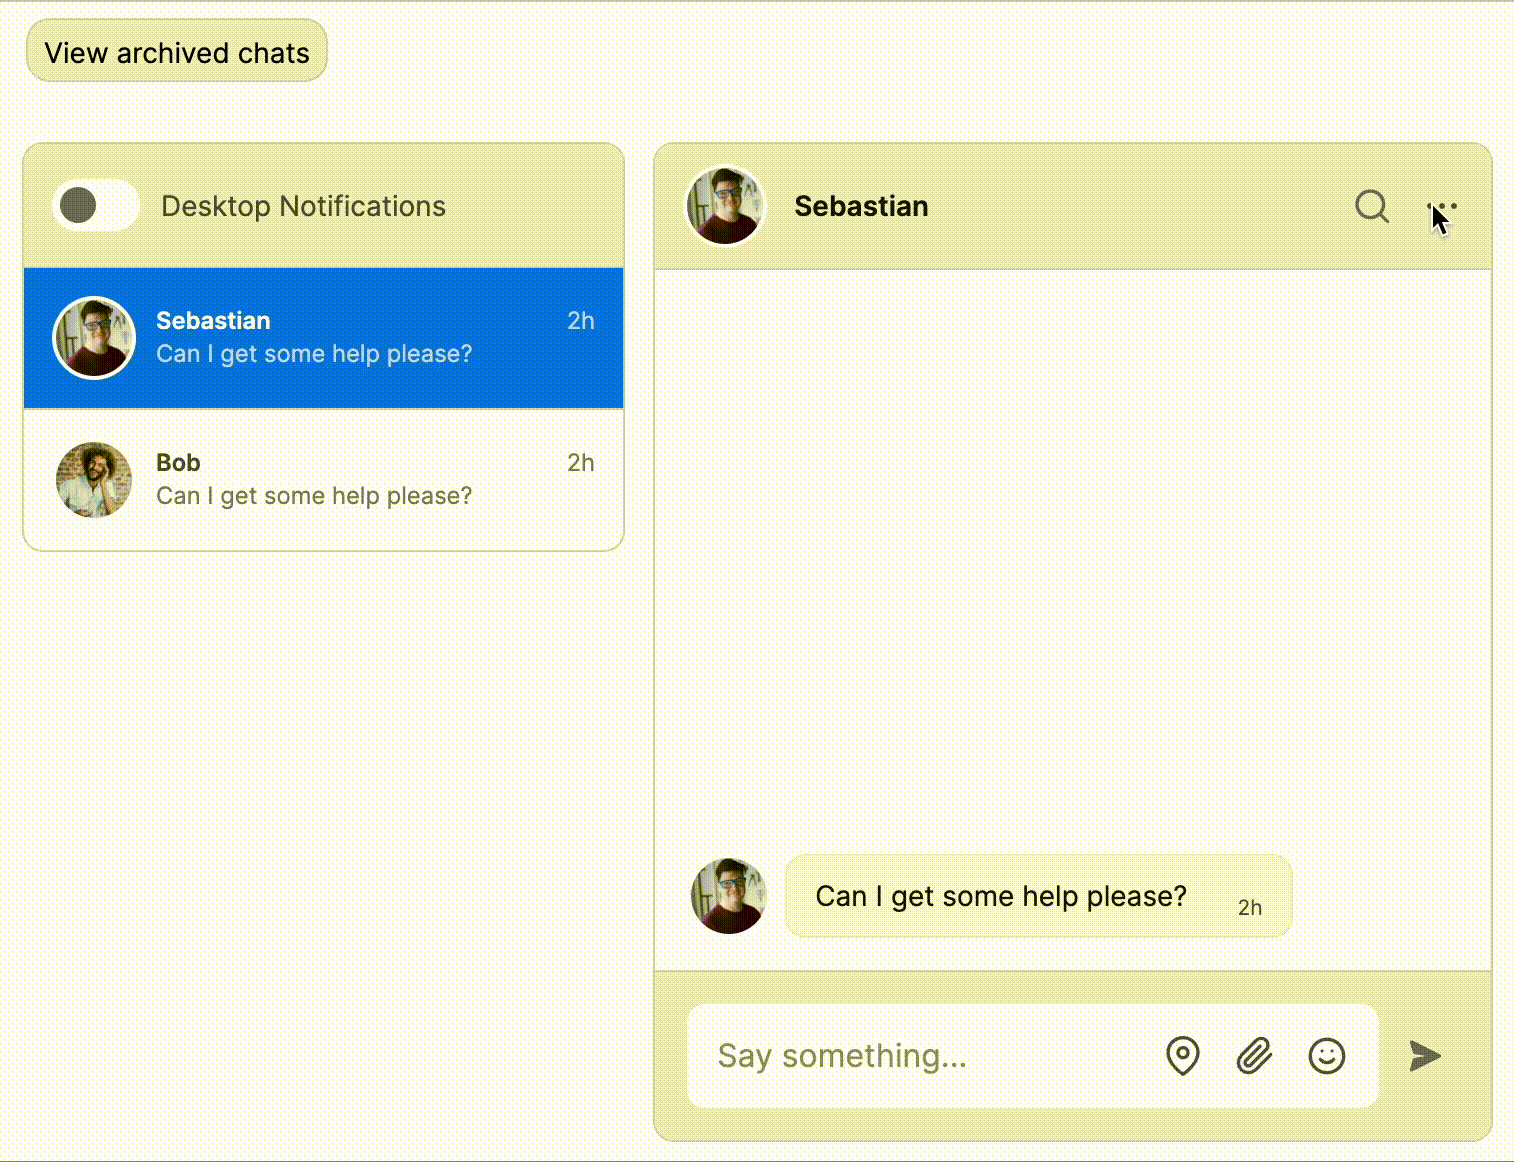 View archived chats
Desktop Notifications
Sebastian
2h
Can I get some help please?
Bob
2h
Can I get some help please?
Sebastian
Can I get some help please?
2h
Say something...